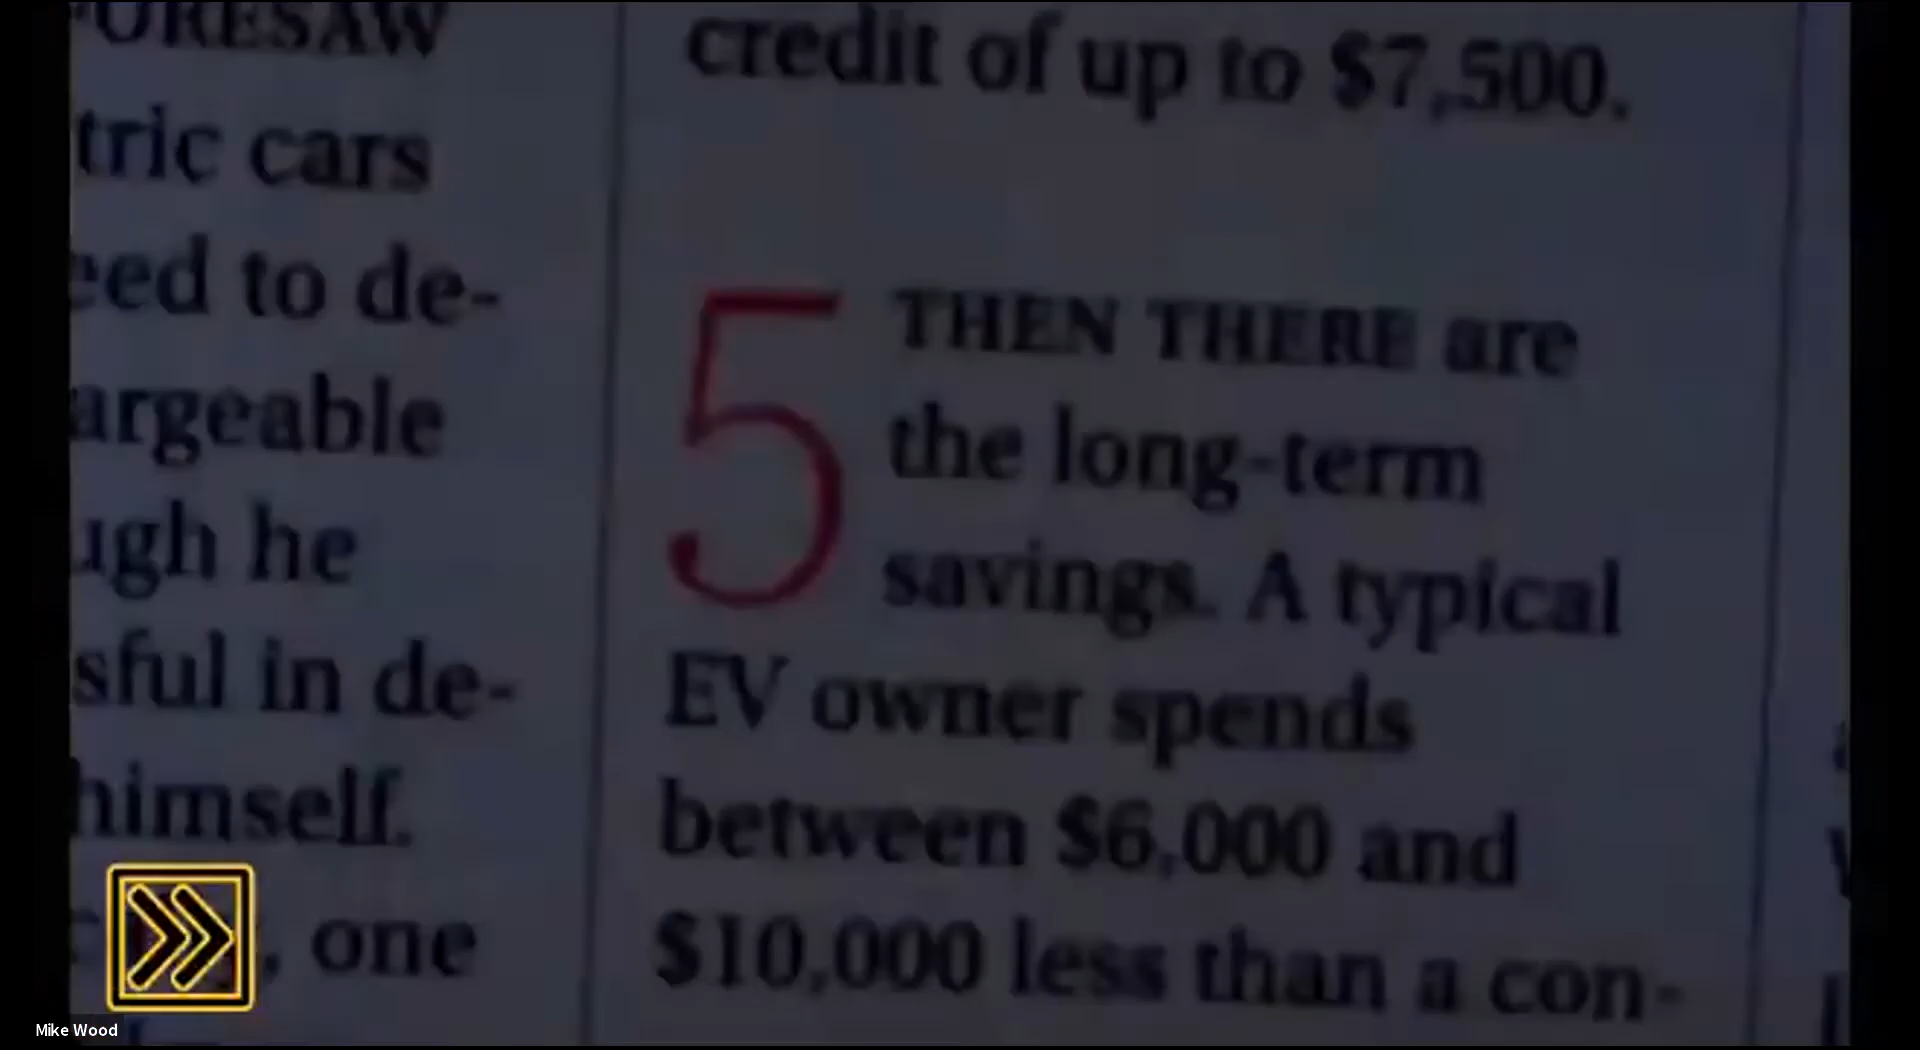 ORESAW
tric cars
eed to de-
argeable
ugh he
sful in de-
himself.
, one
credit of up to $7,500.
5 THEN THERE are
the long-term
savings. A typical
EV owner spends
between $6,000 and
$10,000 less than a con-
Mike Wood